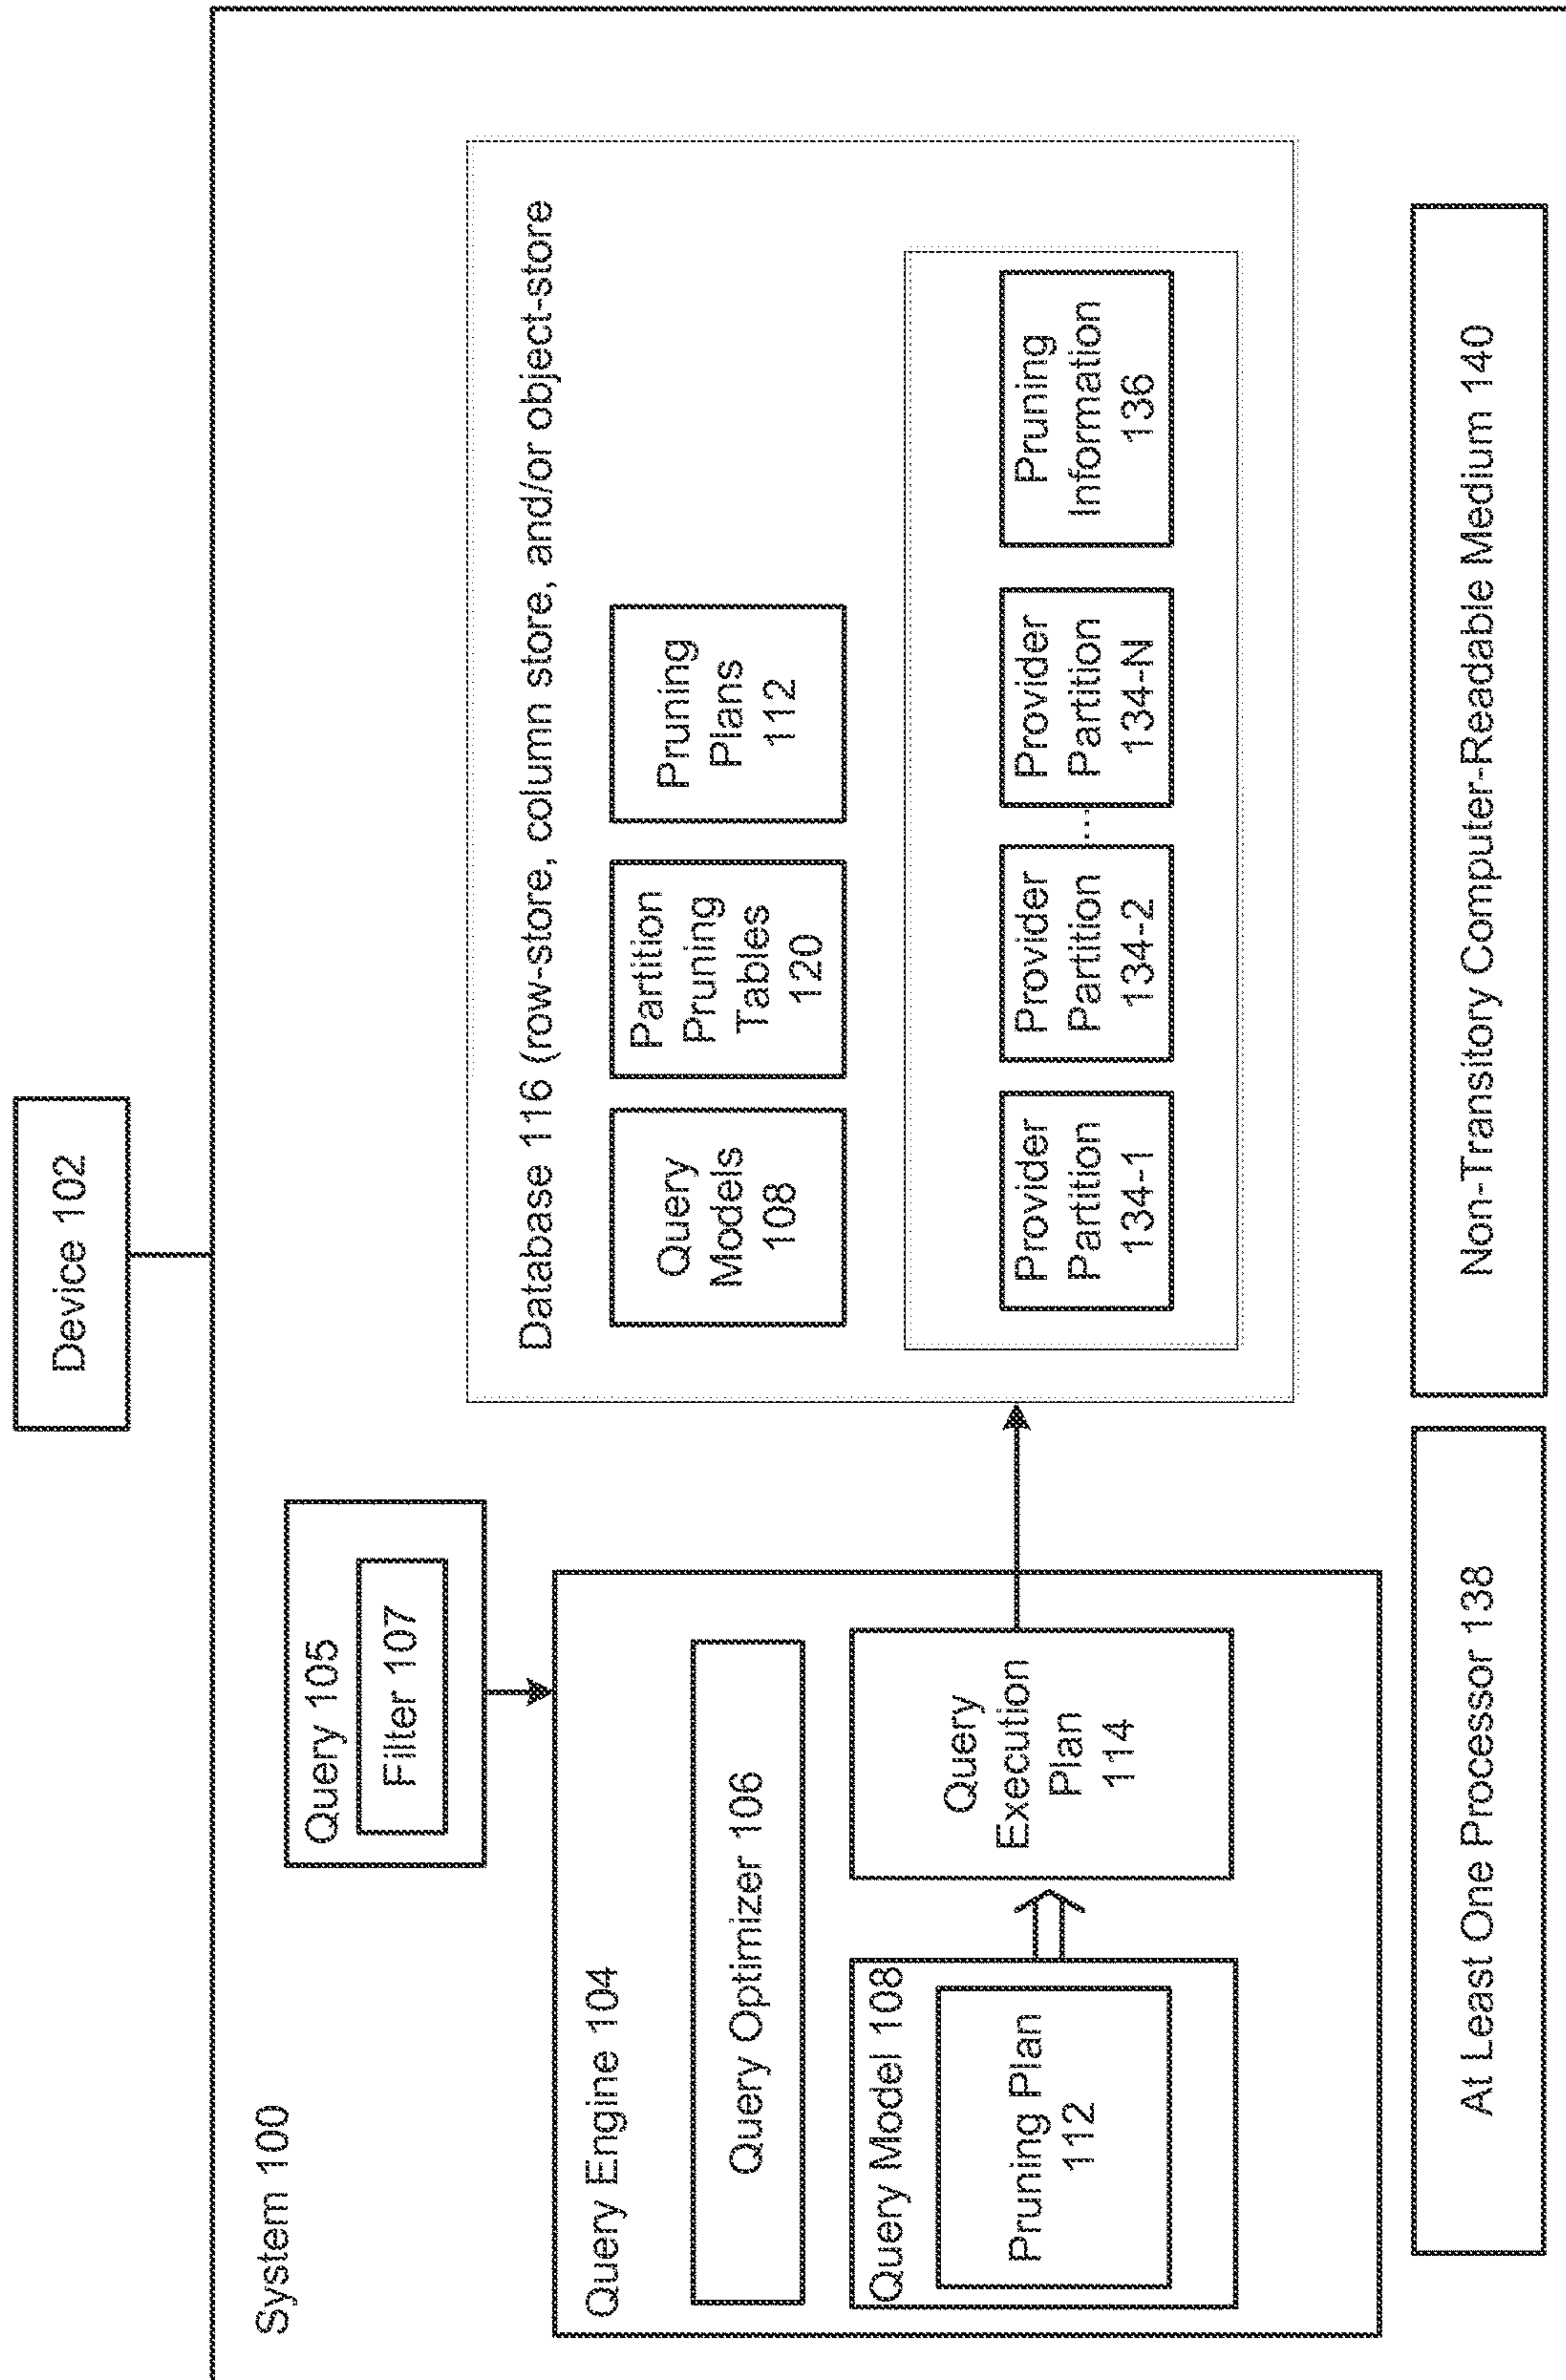 Device 102
System 100
Query 105
Filter 107
Query Engine 104
Query Optimizer 106
Query Model 108
Pruning Plan
112
Query
Execution
Plan
114
Database 116 (row-store, column store, and/or object-store
Query
Models
108
Partition
Pruning
Tables
120
Pruning
Plans
112
Provider
Partition
134-1
Provider
Partition
134-2
...
Provider
Partition
134-N
Pruning
Information
136
At Least One Processor 138
Non-Transitory Computer-Readable Medium 140